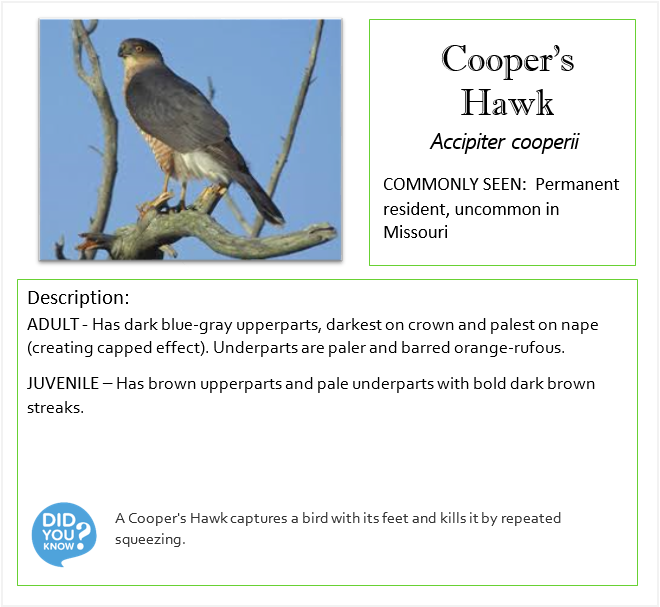 Cooper's
Hawk
Accipiter cooperii
COMMONLY SEEN:  Permanent
resident, uncommon in
Missouri
Description:
ADULT - Has dark blue-gray upperparts, darkest on crown and palest on nape
(creating capped effect). Underparts are paler and barred orange-rufous.
JUVENILE – Has brown upperparts and pale underparts with bold dark brown
streaks.
DID
YOU
KNOW ?
A Cooper's Hawk captures a bird with its feet and kills it by repeated
squeezing.